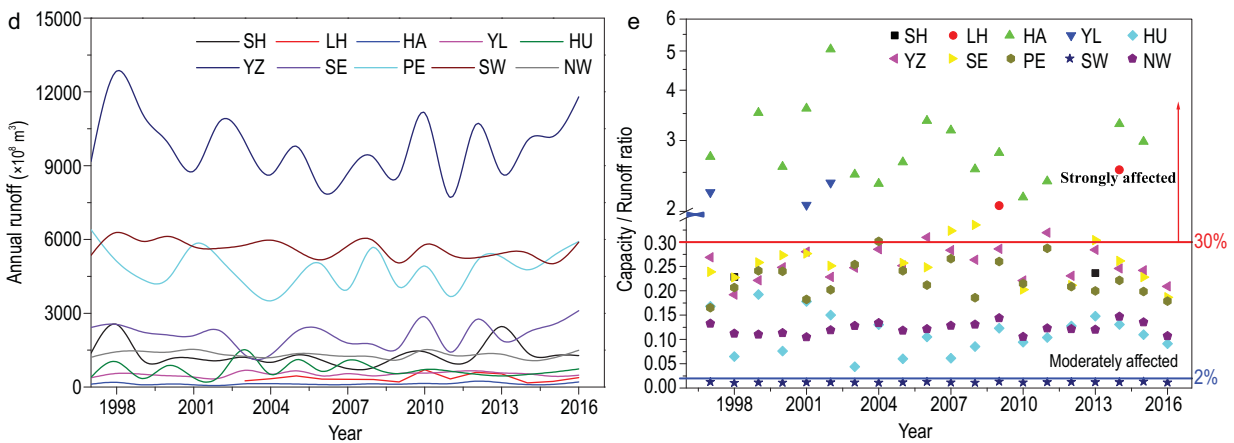 d
15000
12000
9000
6000
3000
0
Annual runoff (×10⁸ m³)
SH LH HA YL HU
YZ SE PE SW NW
1998 2001 2004 2007 2010 2013 2016
Year
e
6
5
4
3
2
0.30
0.25
0.20
0.15
0.10
0.05
0.00
Capacity / Runoff ratio
SH LH HA YL HU
YZ SE PE SW NW
Strongly affected
30%
Moderately affected
2%
1998 2001 2004 2007 2010 2013 2016
Year